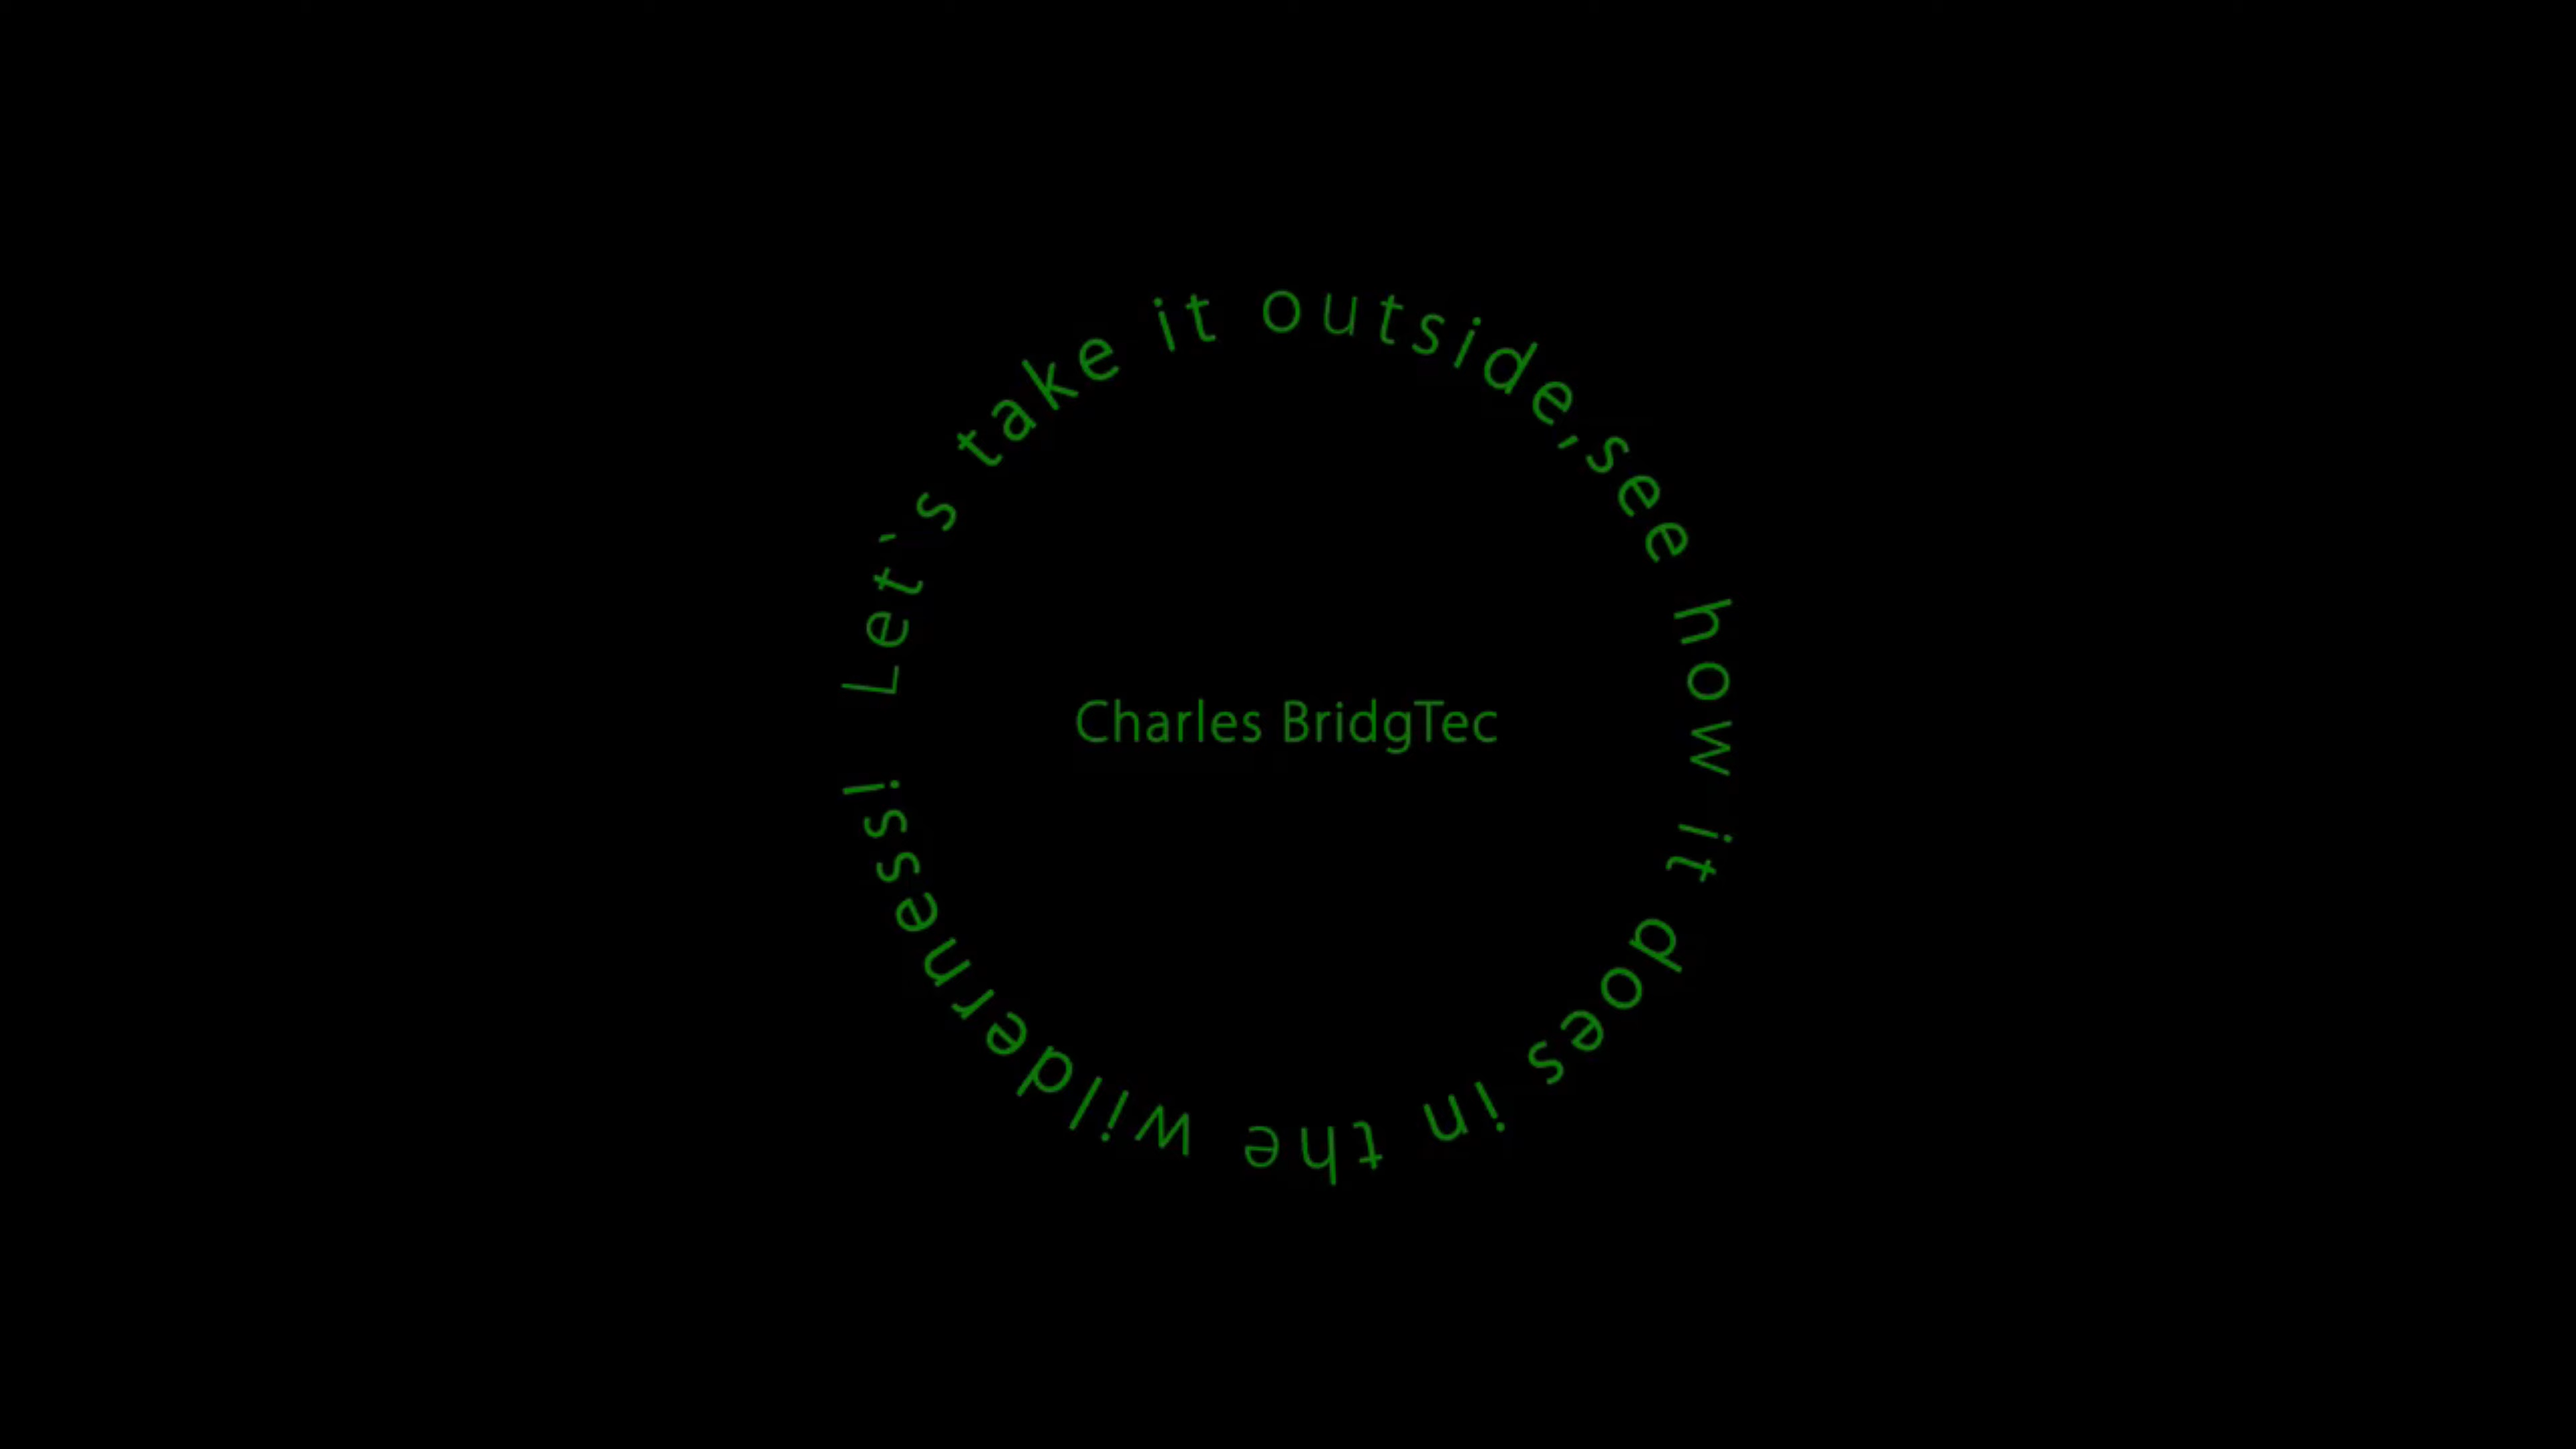 Let`s take it outside,see how it does in the wilderness!
Charles BridgTec